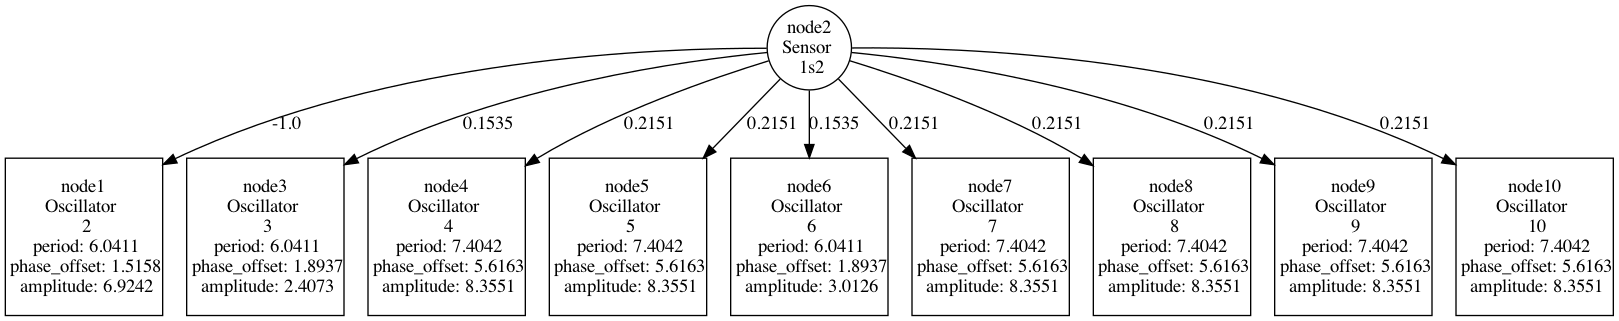 node2
Sensor
1s2
-1.0
0.1535
0.2151
0.2151
0.1535
0.2151
0.2151
0.2151
0.2151
node1
Oscillator
2
period: 6.0411
phase_offset: 1.5158
amplitude: 6.9242
node3
Oscillator
3
period: 6.0411
phase_offset: 1.8937
amplitude: 2.4073
node4
Oscillator
4
period: 7.4042
phase_offset: 5.6163
amplitude: 8.3551
node5
Oscillator
5
period: 7.4042
phase_offset: 5.6163
amplitude: 8.3551
node6
Oscillator
6
period: 6.0411
phase_offset: 1.8937
amplitude: 3.0126
node7
Oscillator
7
period: 7.4042
phase_offset: 5.6163
amplitude: 8.3551
node8
Oscillator
8
period: 7.4042
phase_offset: 5.6163
amplitude: 8.3551
node9
Oscillator
9
period: 7.4042
phase_offset: 5.6163
amplitude: 8.3551
node10
Oscillator
10
period: 7.4042
phase_offset: 5.6163
amplitude: 8.3551